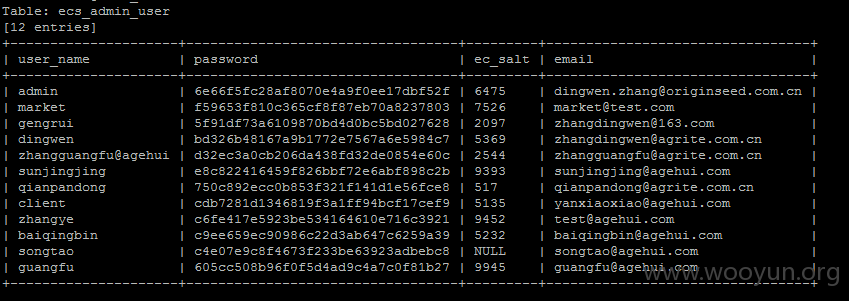 Table: ecs_admin_user
[12 entries]
| user_name | password | ec_salt | email |
| admin | 6e66f5fc28af8070e4a9f0ee17dbf52f | 6475 | dingwen.zhang@originseed.com.cn |
| market | f59653f810c365cf8f87eb70a8237803 | 7526 | market@test.com |
| gengrui | 5f91df73a6109870bd4d0bc5bd027628 | 2097 | zhangdingwen@163.com |
| dingwen | bd326b48167a9b1772e7567a6e5984c7 | 5369 | zhangdingwen@agrite.com.cn |
| zhangguangfu@agehui | d32ec3a0cb206da438fd32de0854e60c | 2544 | zhangguangfu@agrite.com.cn |
| sunjingjing | e8c822416459f826bbf72e6abf898c2b | 9393 | sunjingjing@agehui.com |
| qianpandong | 750c892ecc0b853f321f141d1e56fce8 | 517 | qianpandong@agrite.com.cn |
| client | cdb7281d1346819f3a1ff94bcf17cef9 | 5135 | yanxiaoxiao@agehui.com |
| zhangye | c6fe417e5923be534164610e716c3921 | 9452 | test@agehui.com |
| baiqingbin | c9ee659ec90986c22d3ab647c6259a39 | 5232 | baiqingbin@agehui.com |
| songtao | c4e07e9c8f4673f233be63923adbebc8 | NULL | songtao@agehui.com |
| guangfu | 605cc508b96f0f5d4ad9c4a7c0f81b27 | 9945 | guangfu@agehui.com |
www.wooyun.org